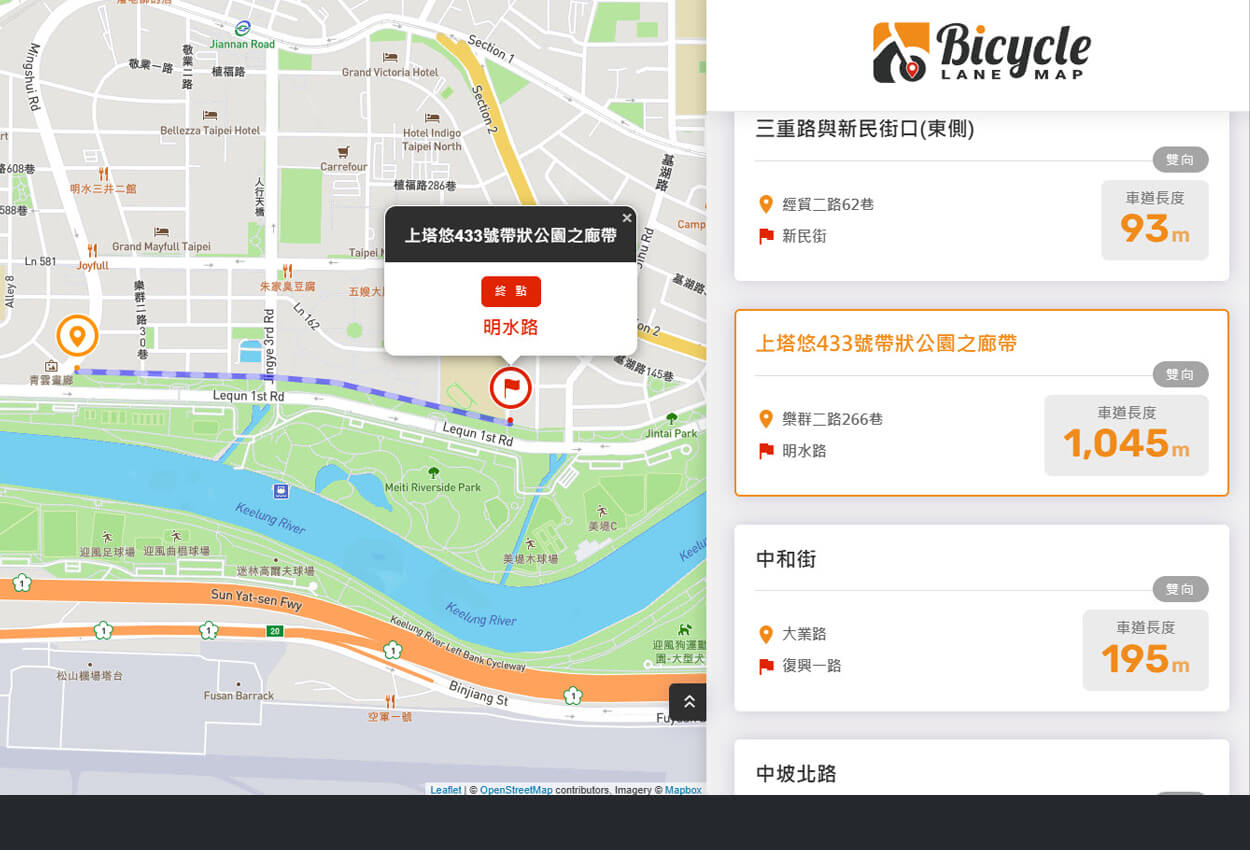 Jiannan Road
Section 1
Mingshui Rd
敬業一路
敬業二路
植福路
Grand Victoria Hotel
Section 2
Bellezza Taipei Hotel
Hotel Indigo
Taipei North
Carrefour
基湖路
路608巷
明水三井二館
人行天橋
植福路286巷
588巷
Grand Mayfull Taipei
Ln 581
Joyfull
Alley 8
樂群二路30巷
朱家臭豆腐
Ln 162
Jingye 3rd Rd
×
上塔悠433號帶狀公園之廊帶
終點
明水路
基湖路145巷
青雲畫廊
Lequn 1st Rd
Lequn 1st Rd
Jintai Park
Meiti Riverside Park
Keelung River
美堤C
迎風足球場
迎風曲棍球場
美堤木球場
迷林高爾夫球場
1
Sun Yat-sen Fwy
Keelung River
1
1
20
Keelung River Left Bank Cycleway
1
迎風狗運動
園-大型犬
松山機場塔台
Fusan Barrack
Binjiang St
1
空軍一號
Leaflet | © OpenStreetMap contributors, Imagery © Mapbox
Bicycle
LANE MAP
三重路與新民街口(東側)
雙向
經貿二路62巷
新民街
車道長度
93m
上塔悠433號帶狀公園之廊帶
雙向
樂群二路266巷
明水路
車道長度
1,045m
中和街
雙向
大業路
復興一路
車道長度
195m
中坡北路